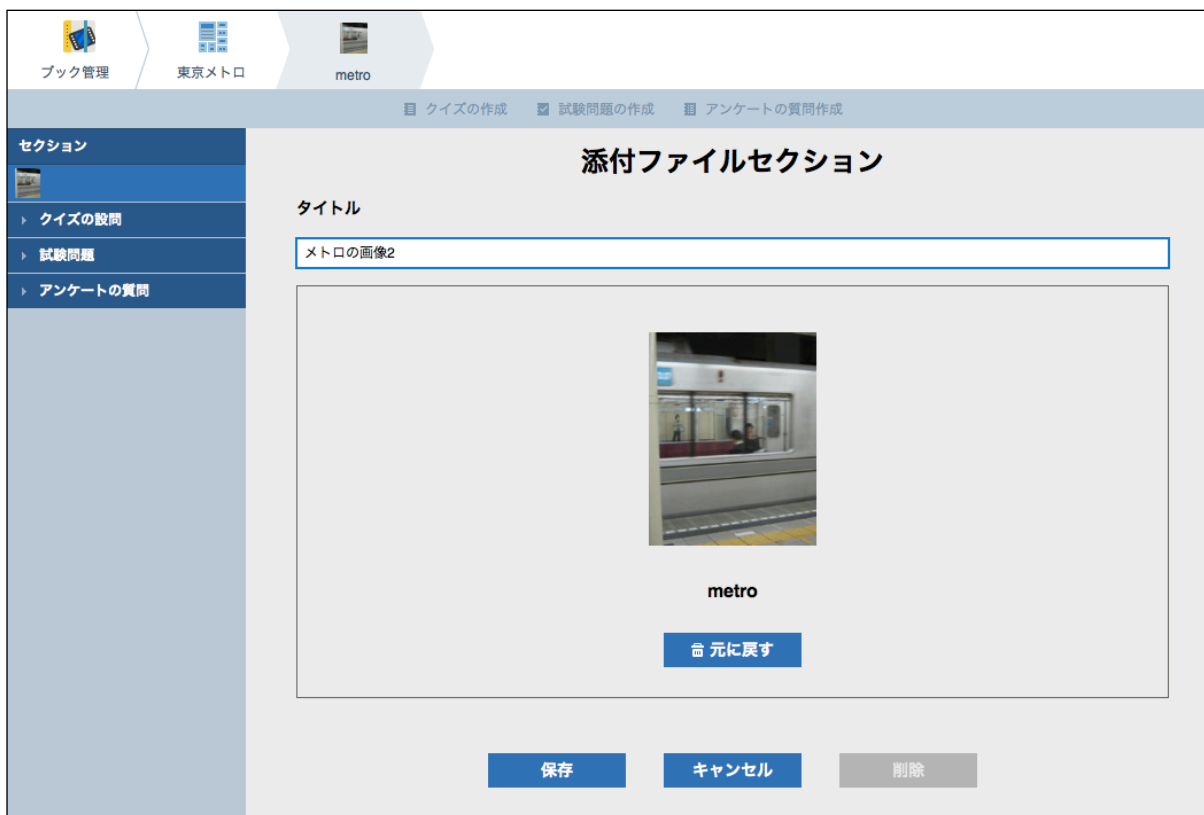 ブック管理
東京メトロ
metro
クイズの作成 試験問題の作成 アンケートの質問作成
セクション
クイズの設問
試験問題
アンケートの質問
添付ファイルセクション
タイトル
メトロの画像2
metro
元に戻す
保存 キャンセル 削除